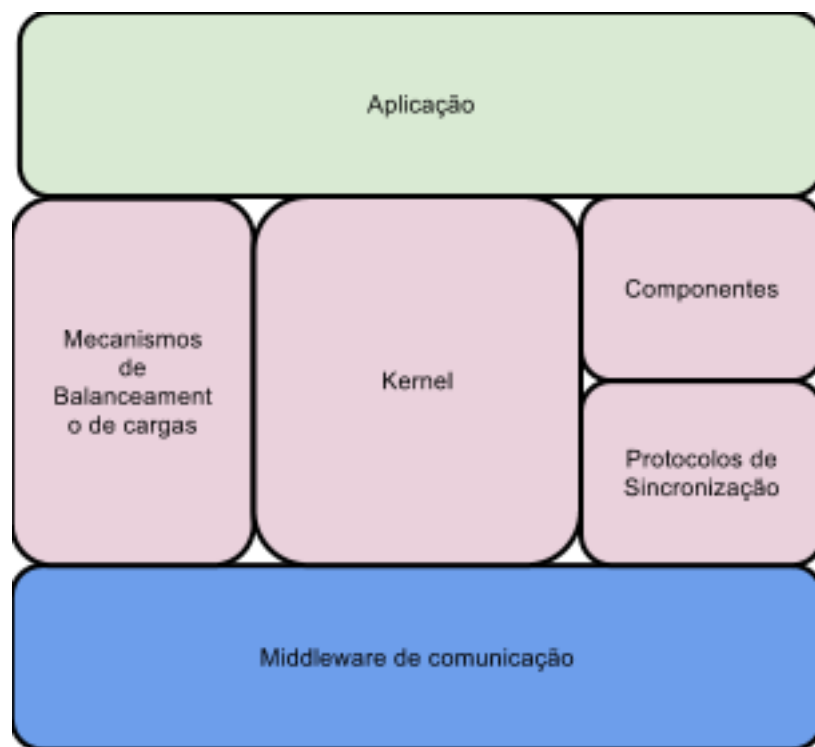 Aplicação
Mecanismos
de
Balanceament
o de cargas
Kernel
Componentes
Protocolos de
Sincronização
Middleware de comunicação